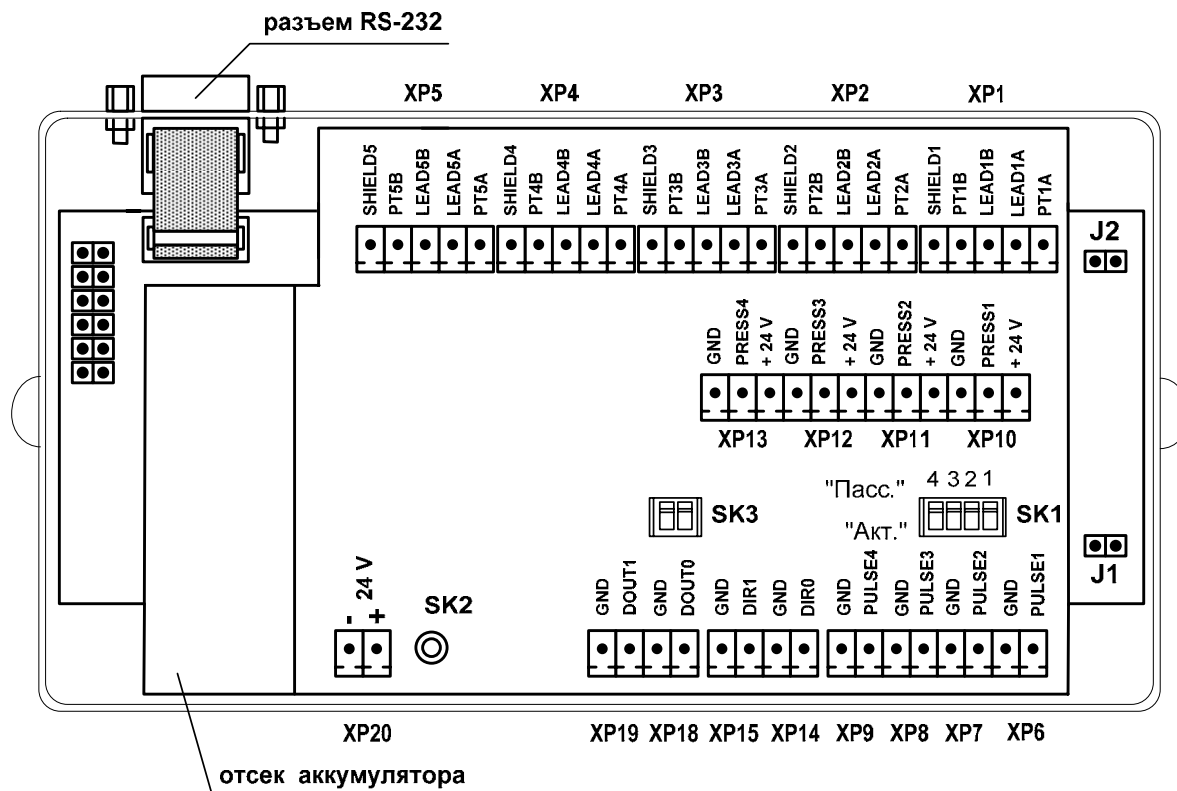 разъем RS-232
XP5 XP4 XP3 XP2 XP1
SHIELD5 PT5B LEAD5B LEAD5A PT5A SHIELD4 PT4B LEAD4B LEAD4A PT4A SHIELD3 PT3B LEAD3B LEAD3A PT3A SHIELD2 PT2B LEAD2B LEAD2A PT2A SHIELD1 PT1B LEAD1B LEAD1A PT1A
J2
GND PRESS4 + 24 V GND PRESS3 + 24 V GND PRESS2 + 24 V GND PRESS1 + 24 V
XP13 XP12 XP11 XP10
"Пасс." 4 3 2 1
SK3 SK1
"Акт."
J1
- + 24 V
SK2
GND DOUT1 GND DOUT0 GND DIR1 GND DIR0 GND PULSE4 GND PULSE3 GND PULSE2 GND PULSE1
XP20 XP19 XP18 XP15 XP14 XP9 XP8 XP7 XP6
отсек аккумулятора